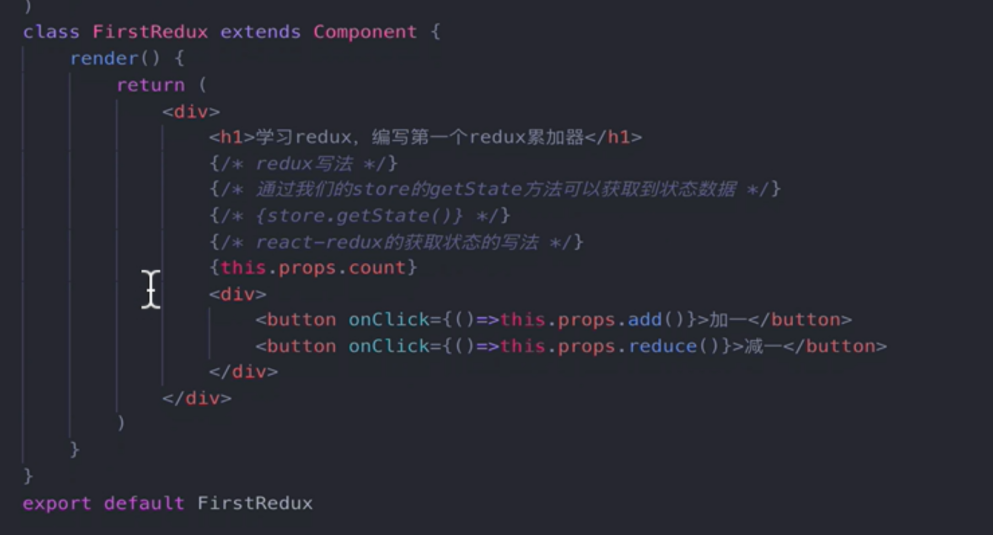 )
class FirstRedux extends Component {
render() {
return (
<div>
<h1>学习redux，编写第一个redux累加器</h1>
{/* redux写法 */}
{/* 通过我们的store的getState方法可以获取到状态数据 */}
{/* {store.getState()} */}
{/* react-redux的获取状态的写法 */}
{this.props.count}
<div>
<button onClick={()=>this.props.add()}>加一</button>
<button onClick={()=>this.props.reduce()}>减一</button>
</div>
</div>
)
}
}
export default FirstRedux